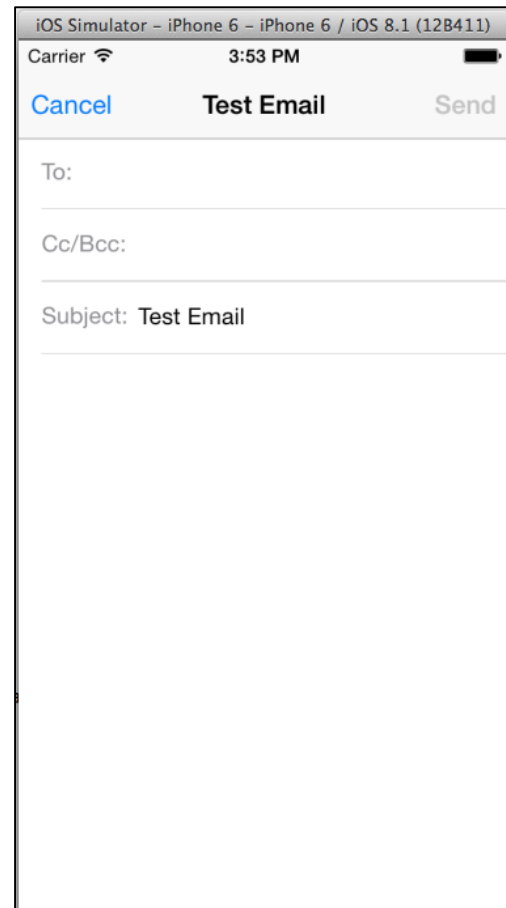 iOS Simulator – iPhone 6 – iPhone 6 / iOS 8.1 (12B411)
Carrier 3:53 PM
Cancel Test Email Send
To:
Cc/Bcc:
Subject: Test Email